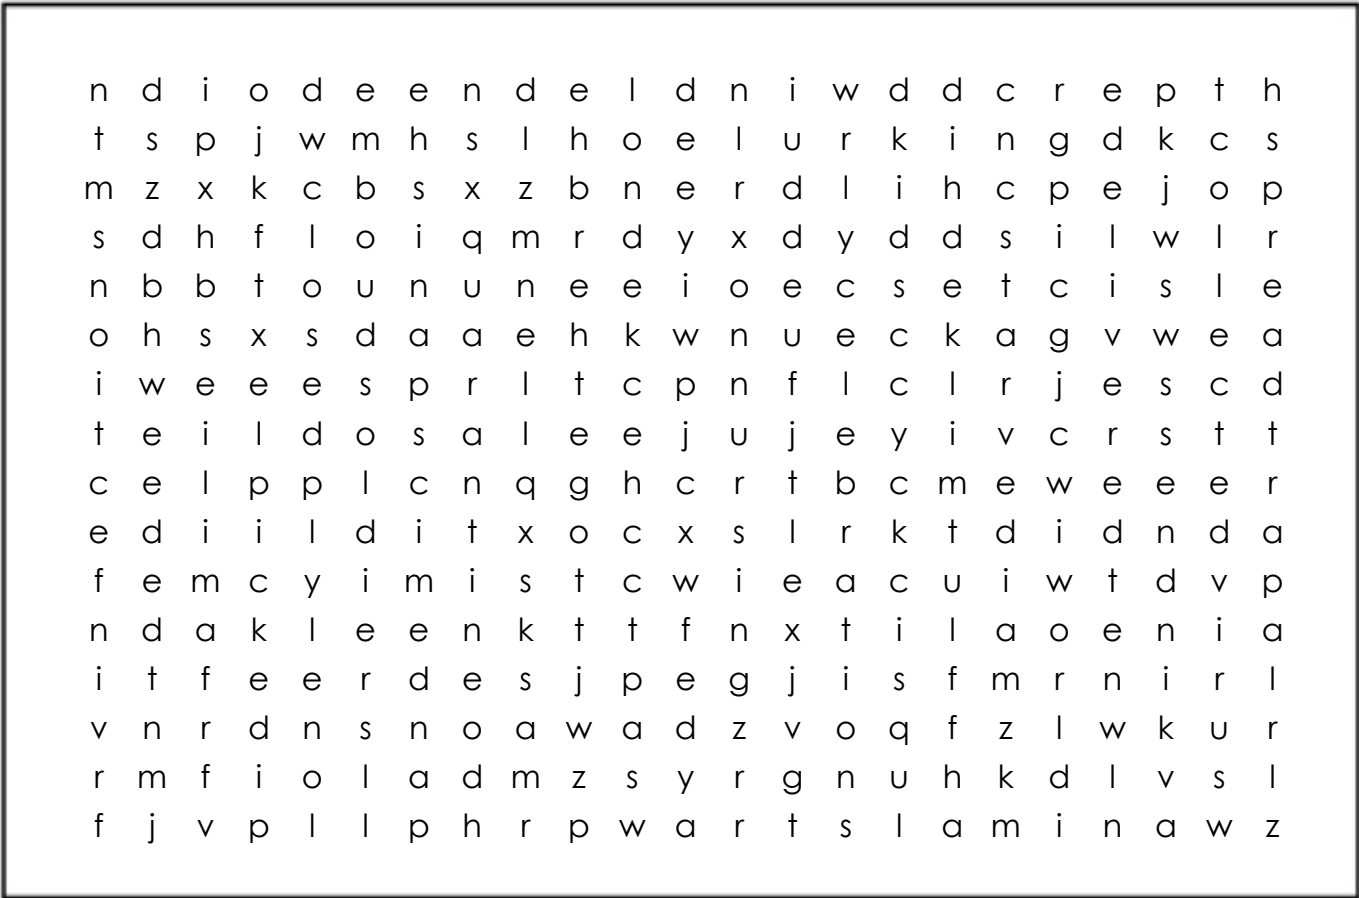 n d i o d e e n d e l d n i w d d c r e p t h
t s p j w m h s l h o e l u r k i n g d k c s
m z x k c b s x z b n e r d l i h c p e j o p
s d h f l o i q m r d y x d y d d s i l w l r
n b b t o u n u n e e i o e c s e t c i s l e
o h s x s d a a e h k w n u e c k a g v w e a
i w e e e s p r l t c p n f l c l r j e s c d
t e i l d o s a l e e j u j e y i v c r s t t
c e l p p l c n q g h c r t b c m e w e e e r
e d i i l d i t x o c x s l r k t d i d n d a
f e m c y i m i s t c w i e a c u i w t d v p
n d a k l e e n k t t f n x t i l a o e n i a
i t f e e r d e s j p e g j i s f m r n i r l
v n r d n s n o a w a d z v o q f z l w k u r
r m f i o l a d m z s y r g n u h k d l v s l
f j v p l l p h r p w a r t s l a m i n a w z